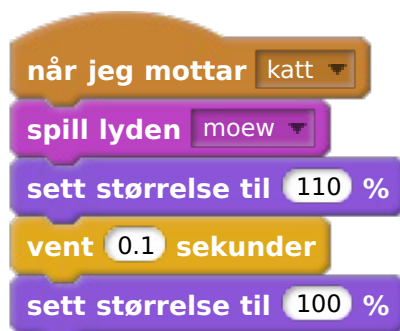 når jeg mottar katt
spill lyden moew
sett størrelse til 110 %
vent 0.1 sekunder
sett størrelse til 100 %